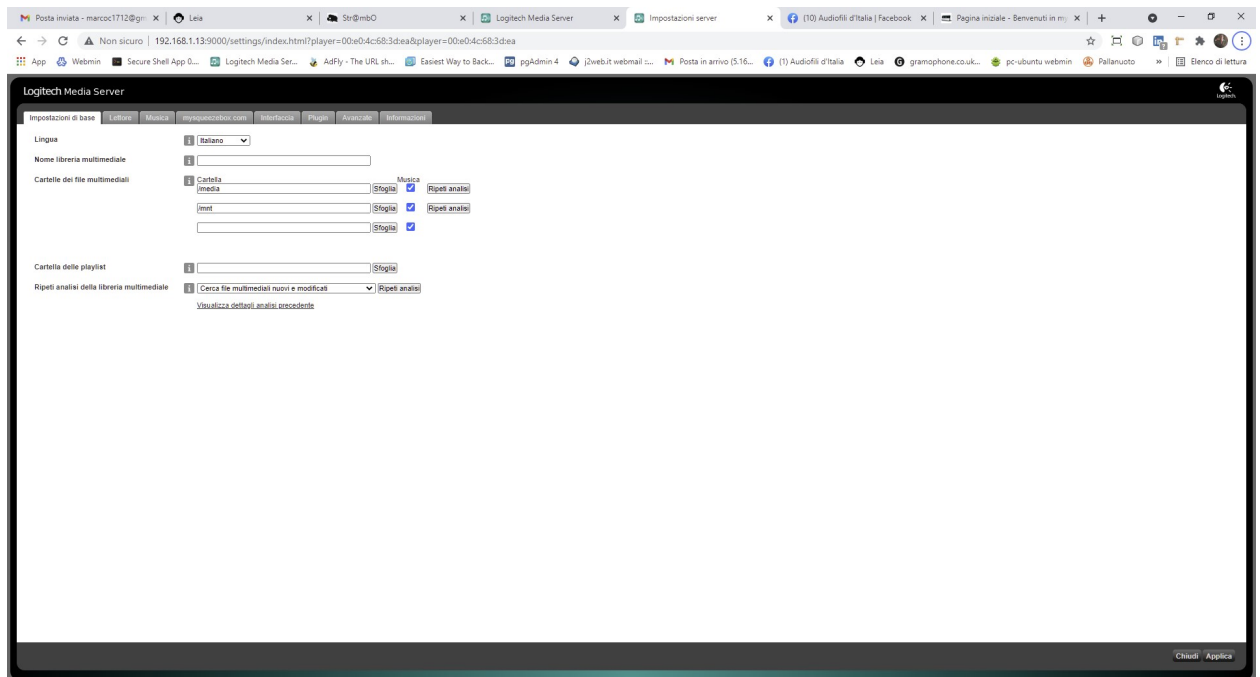 Posta inviata - marcoc1712@gm
Leia
Str@mbO
Logitech Media Server
Impostazioni server
(10) Audiofili d'Italia | Facebook
Pagina iniziale - Benvenuti in my
Non sicuro | 192.168.1.13:9000/settings/index.html?player=00:e0:4c:68:3d:ea&player=00:e0:4c:68:3d:ea
App
Webmin
Secure Shell App 0...
Logitech Media Ser...
AdFly - The URL sh...
Easiest Way to Back...
pgAdmin 4
j2web.it webmail ::...
Posta in arrivo (5.16...
(1) Audiofili d'Italia
Leia
gramophone.co.uk...
pc-ubuntu webmin
Pallanuoto
»
Elenco di lettura
Logitech Media Server
Logitech
Impostazioni di base
Lettore
Musica
mysqueezebox.com
Interfaccia
Plugin
Avanzate
Informazioni
Lingua
Italiano
Nome libreria multimediale
Cartelle dei file multimediali
Cartella
Musica
/media
Sfoglia
Ripeti analisi
/mnt
Sfoglia
Ripeti analisi
Sfoglia
Cartella delle playlist
Sfoglia
Ripeti analisi della libreria multimediale
Cerca file multimediali nuovi e modificati
Ripeti analisi
Visualizza dettagli analisi precedente
Chiudi
Applica